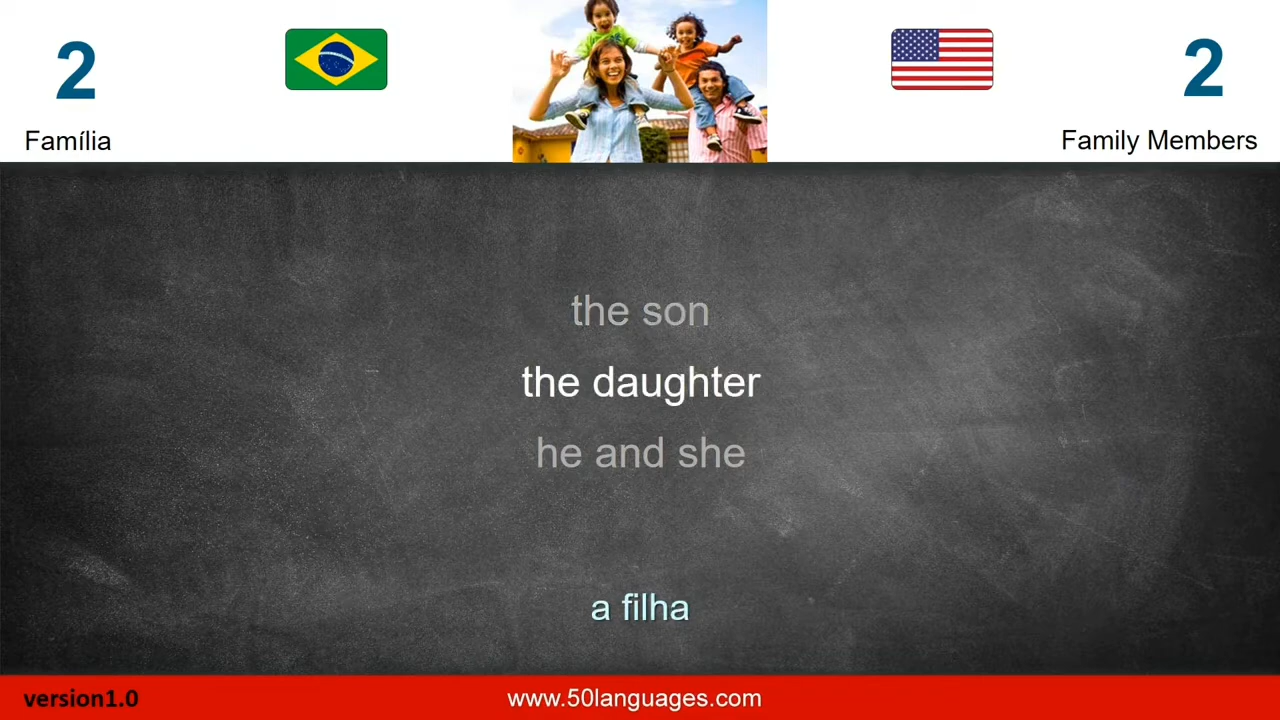 2
2
Família
Family Members
the son
the daughter
he and she
a filha
version1.0
www.50languages.com